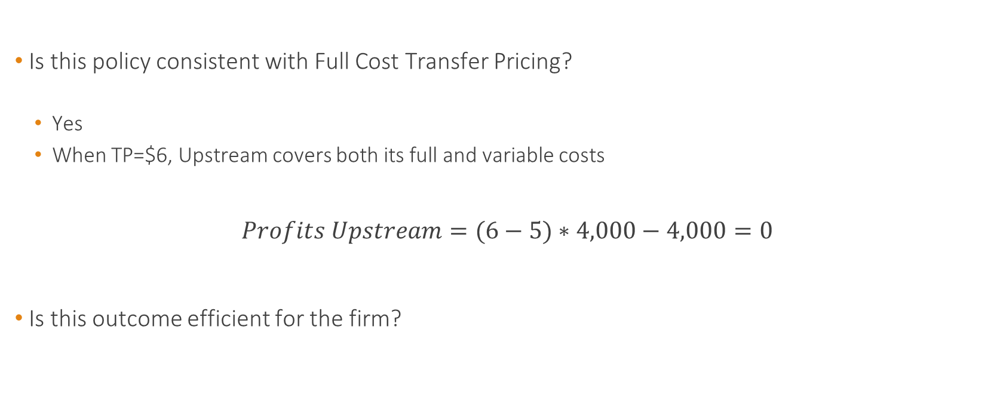 • Is this policy consistent with Full Cost Transfer Pricing?
• Yes
• When TP=$6, Upstream covers both its full and variable costs
Profits Upstream = (6 − 5) ∗ 4,000 − 4,000 = 0
• Is this outcome efficient for the firm?